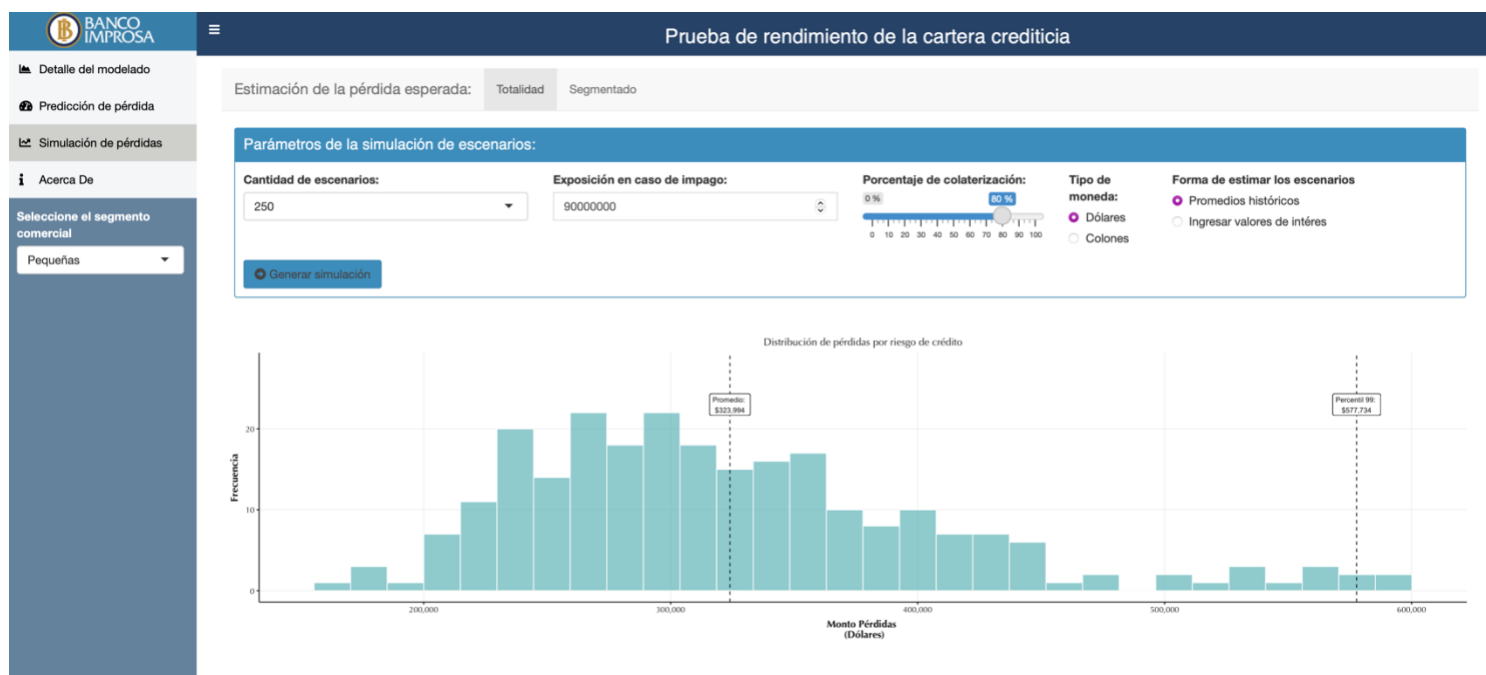 BANCO
IMPROSA
Prueba de rendimiento de la cartera crediticia
Detalle del modelado
Predicción de pérdida
Simulación de pérdidas
Acerca De
Seleccione el segmento
comercial
Pequeñas
Estimación de la pérdida esperada: Totalidad Segmentado
Parámetros de la simulación de escenarios:
Cantidad de escenarios:
250
Exposición en caso de impago:
90000000
Porcentaje de colaterización:
0 % 80 %
0 10 20 30 40 50 60 70 80 90 100
Tipo de
moneda:
Dólares
Colones
Forma de estimar los escenarios
Promedios históricos
Ingresar valores de intéres
Generar simulación
Distribución de pérdidas por riesgo de crédito
Promedio:
$323,994
Percentil 99:
$577,734
Frecuencia
20
10
0
200,000 300,000 400,000 500,000 600,000
Monto Pérdidas
(Dólares)